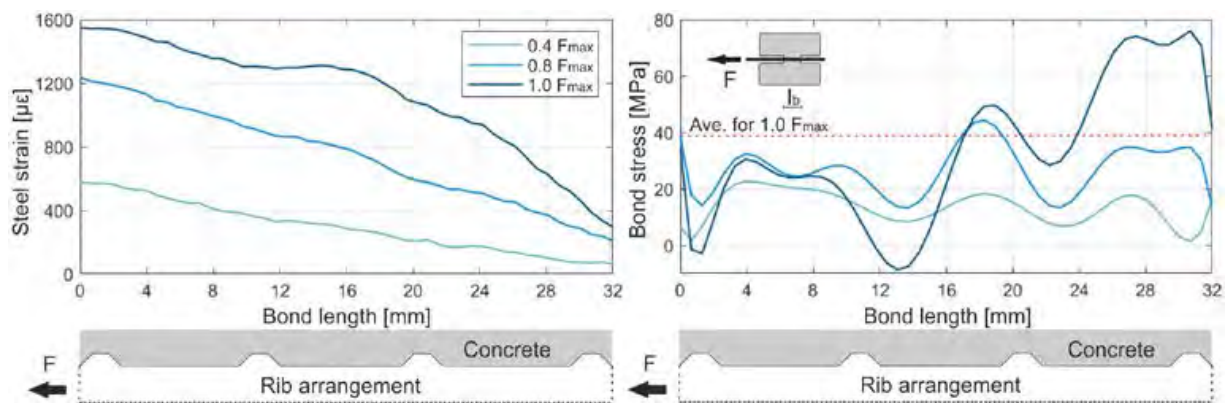 1600
1200
800
400
0
Steel strain [µε]
0.4 Fmax
0.8 Fmax
1.0 Fmax
0 4 8 12 16 20 24 28 32
Bond length [mm]
F
Concrete
Rib arrangement
80
60
40
20
0
Bond stress [MPa]
F
lb
Ave. for 1.0 Fmax
0 4 8 12 16 20 24 28 32
Bond length [mm]
F
Concrete
Rib arrangement